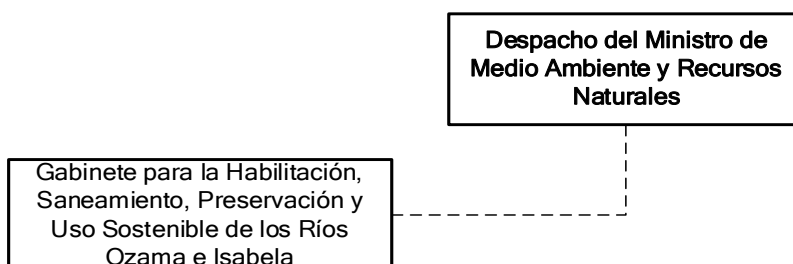 Despacho del Ministro de
Medio Ambiente y Recursos
Naturales
Gabinete para la Habilitación,
Saneamiento, Preservación y
Uso Sostenible de los Ríos
Ozama e Isabela